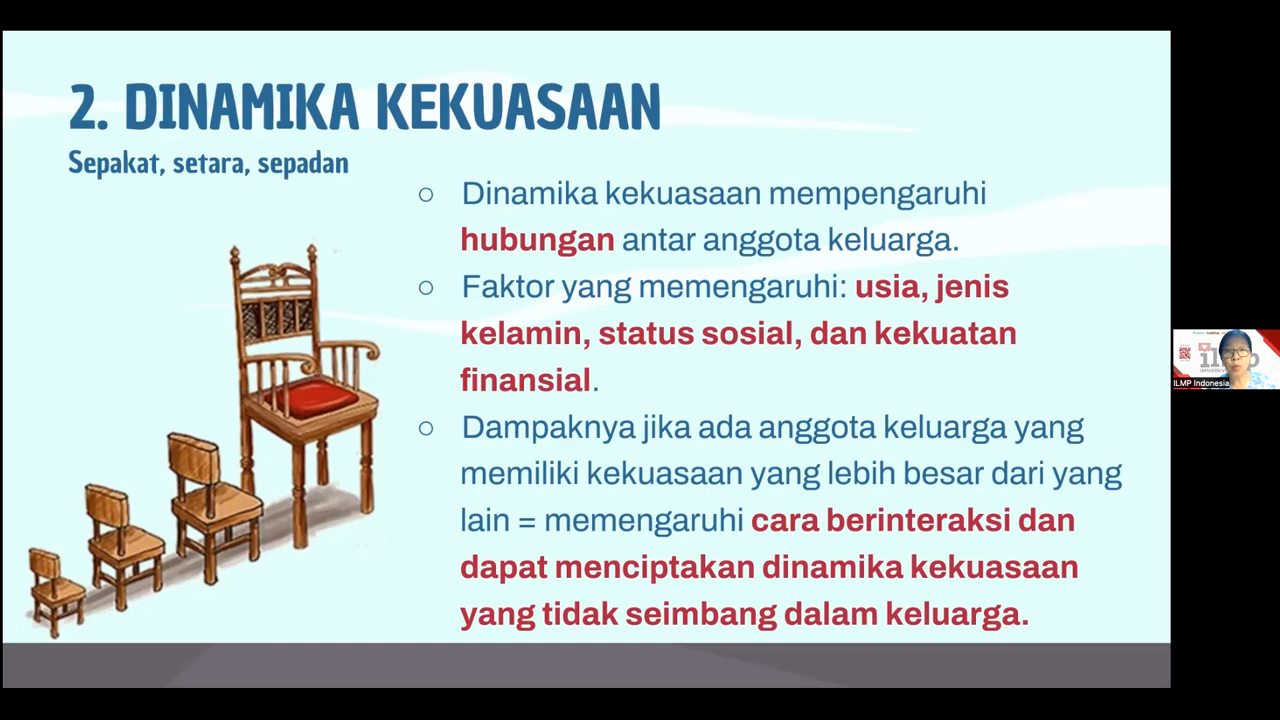 2. DINAMIKA KEKUASAAN
Sepakat, setara, sepadan
○ Dinamika kekuasaan mempengaruhi
hubungan antar anggota keluarga.
○ Faktor yang memengaruhi: usia, jenis
kelamin, status sosial, dan kekuatan
finansial.
○ Dampaknya jika ada anggota keluarga yang
memiliki kekuasaan yang lebih besar dari yang
lain = memengaruhi cara berinteraksi dan
dapat menciptakan dinamika kekuasaan
yang tidak seimbang dalam keluarga.
ILMP Indonesia